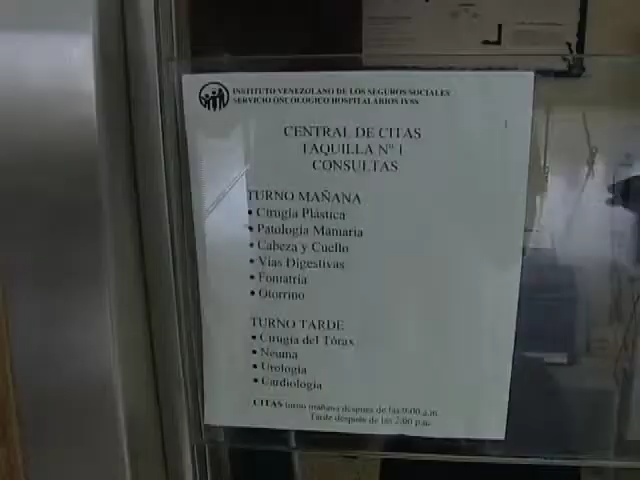 INSTITUTO VENEZOLANO DE LOS SEGUROS SOCIALES
SERVICIO ONCOLOGICO HOSPITALARIOS IVSS
CENTRAL DE CITAS
TAQUILLA Nº 1
CONSULTAS
TURNO MAÑANA
• Cirugía Plástica
• Patología Mamaria
• Cabeza y Cuello
• Vías Digestivas
• Foniatría
• Otorrino
TURNO TARDE
• Cirugía del Tórax
• Neumo
• Urología
• Cardiología
CITAS turno mañana después de las 9:00 a.m
Tarde después de las 2:00 p.m.